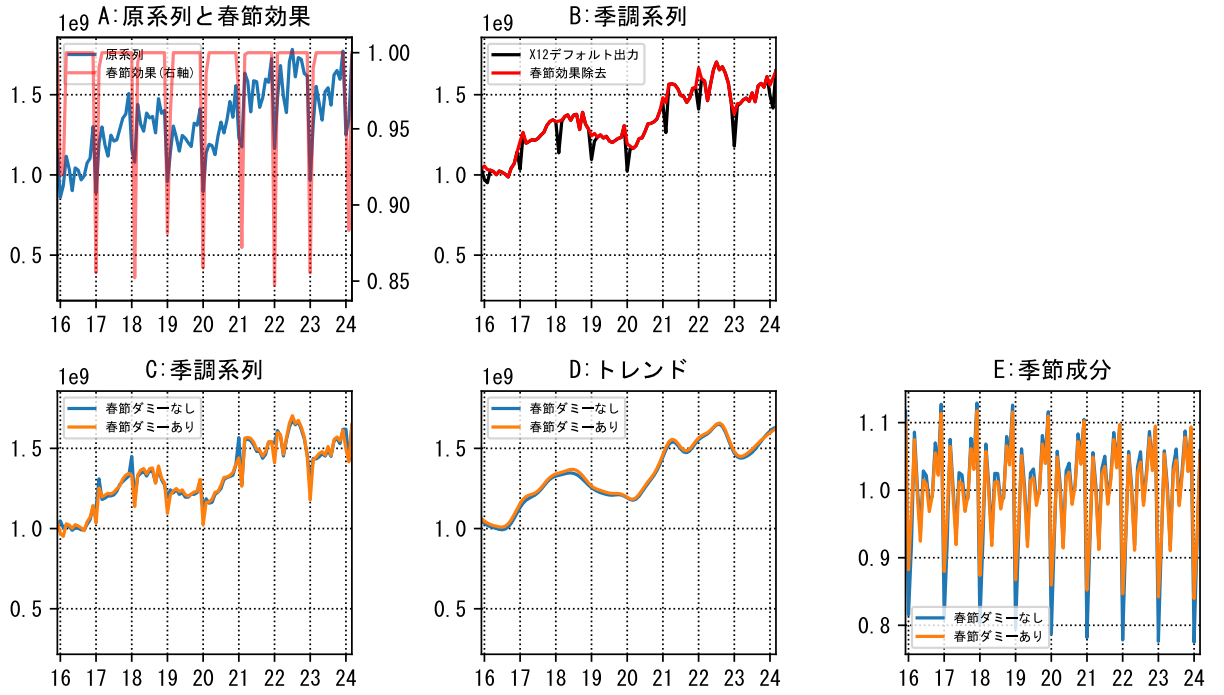 A:原系列と春節効果
1e9
原系列
春節効果(右軸)
1.5
1.0
0.5
1.00
0.95
0.90
0.85
16 17 18 19 20 21 22 23 24
B:季調系列
1e9
X12デフォルト出力
春節効果除去
1.5
1.0
0.5
16 17 18 19 20 21 22 23 24
C:季調系列
1e9
春節ダミーなし
春節ダミーあり
1.5
1.0
0.5
16 17 18 19 20 21 22 23 24
D:トレンド
1e9
春節ダミーなし
春節ダミーあり
1.5
1.0
0.5
16 17 18 19 20 21 22 23 24
E:季節成分
1.1
1.0
0.9
0.8
春節ダミーなし
春節ダミーあり
16 17 18 19 20 21 22 23 24